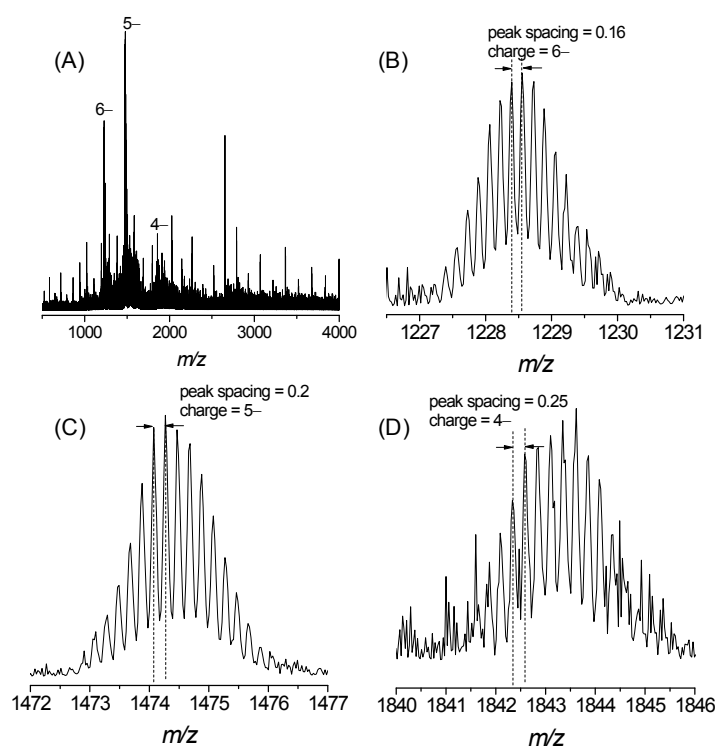 (A)
5–
6–
4–
1000 2000 3000 4000
m/z
(B)
peak spacing = 0.16
charge = 6–
1227 1228 1229 1230 1231
m/z
(C)
peak spacing = 0.2
charge = 5–
1472 1473 1474 1475 1476 1477
m/z
(D)
peak spacing = 0.25
charge = 4–
1840 1841 1842 1843 1844 1845 1846
m/z